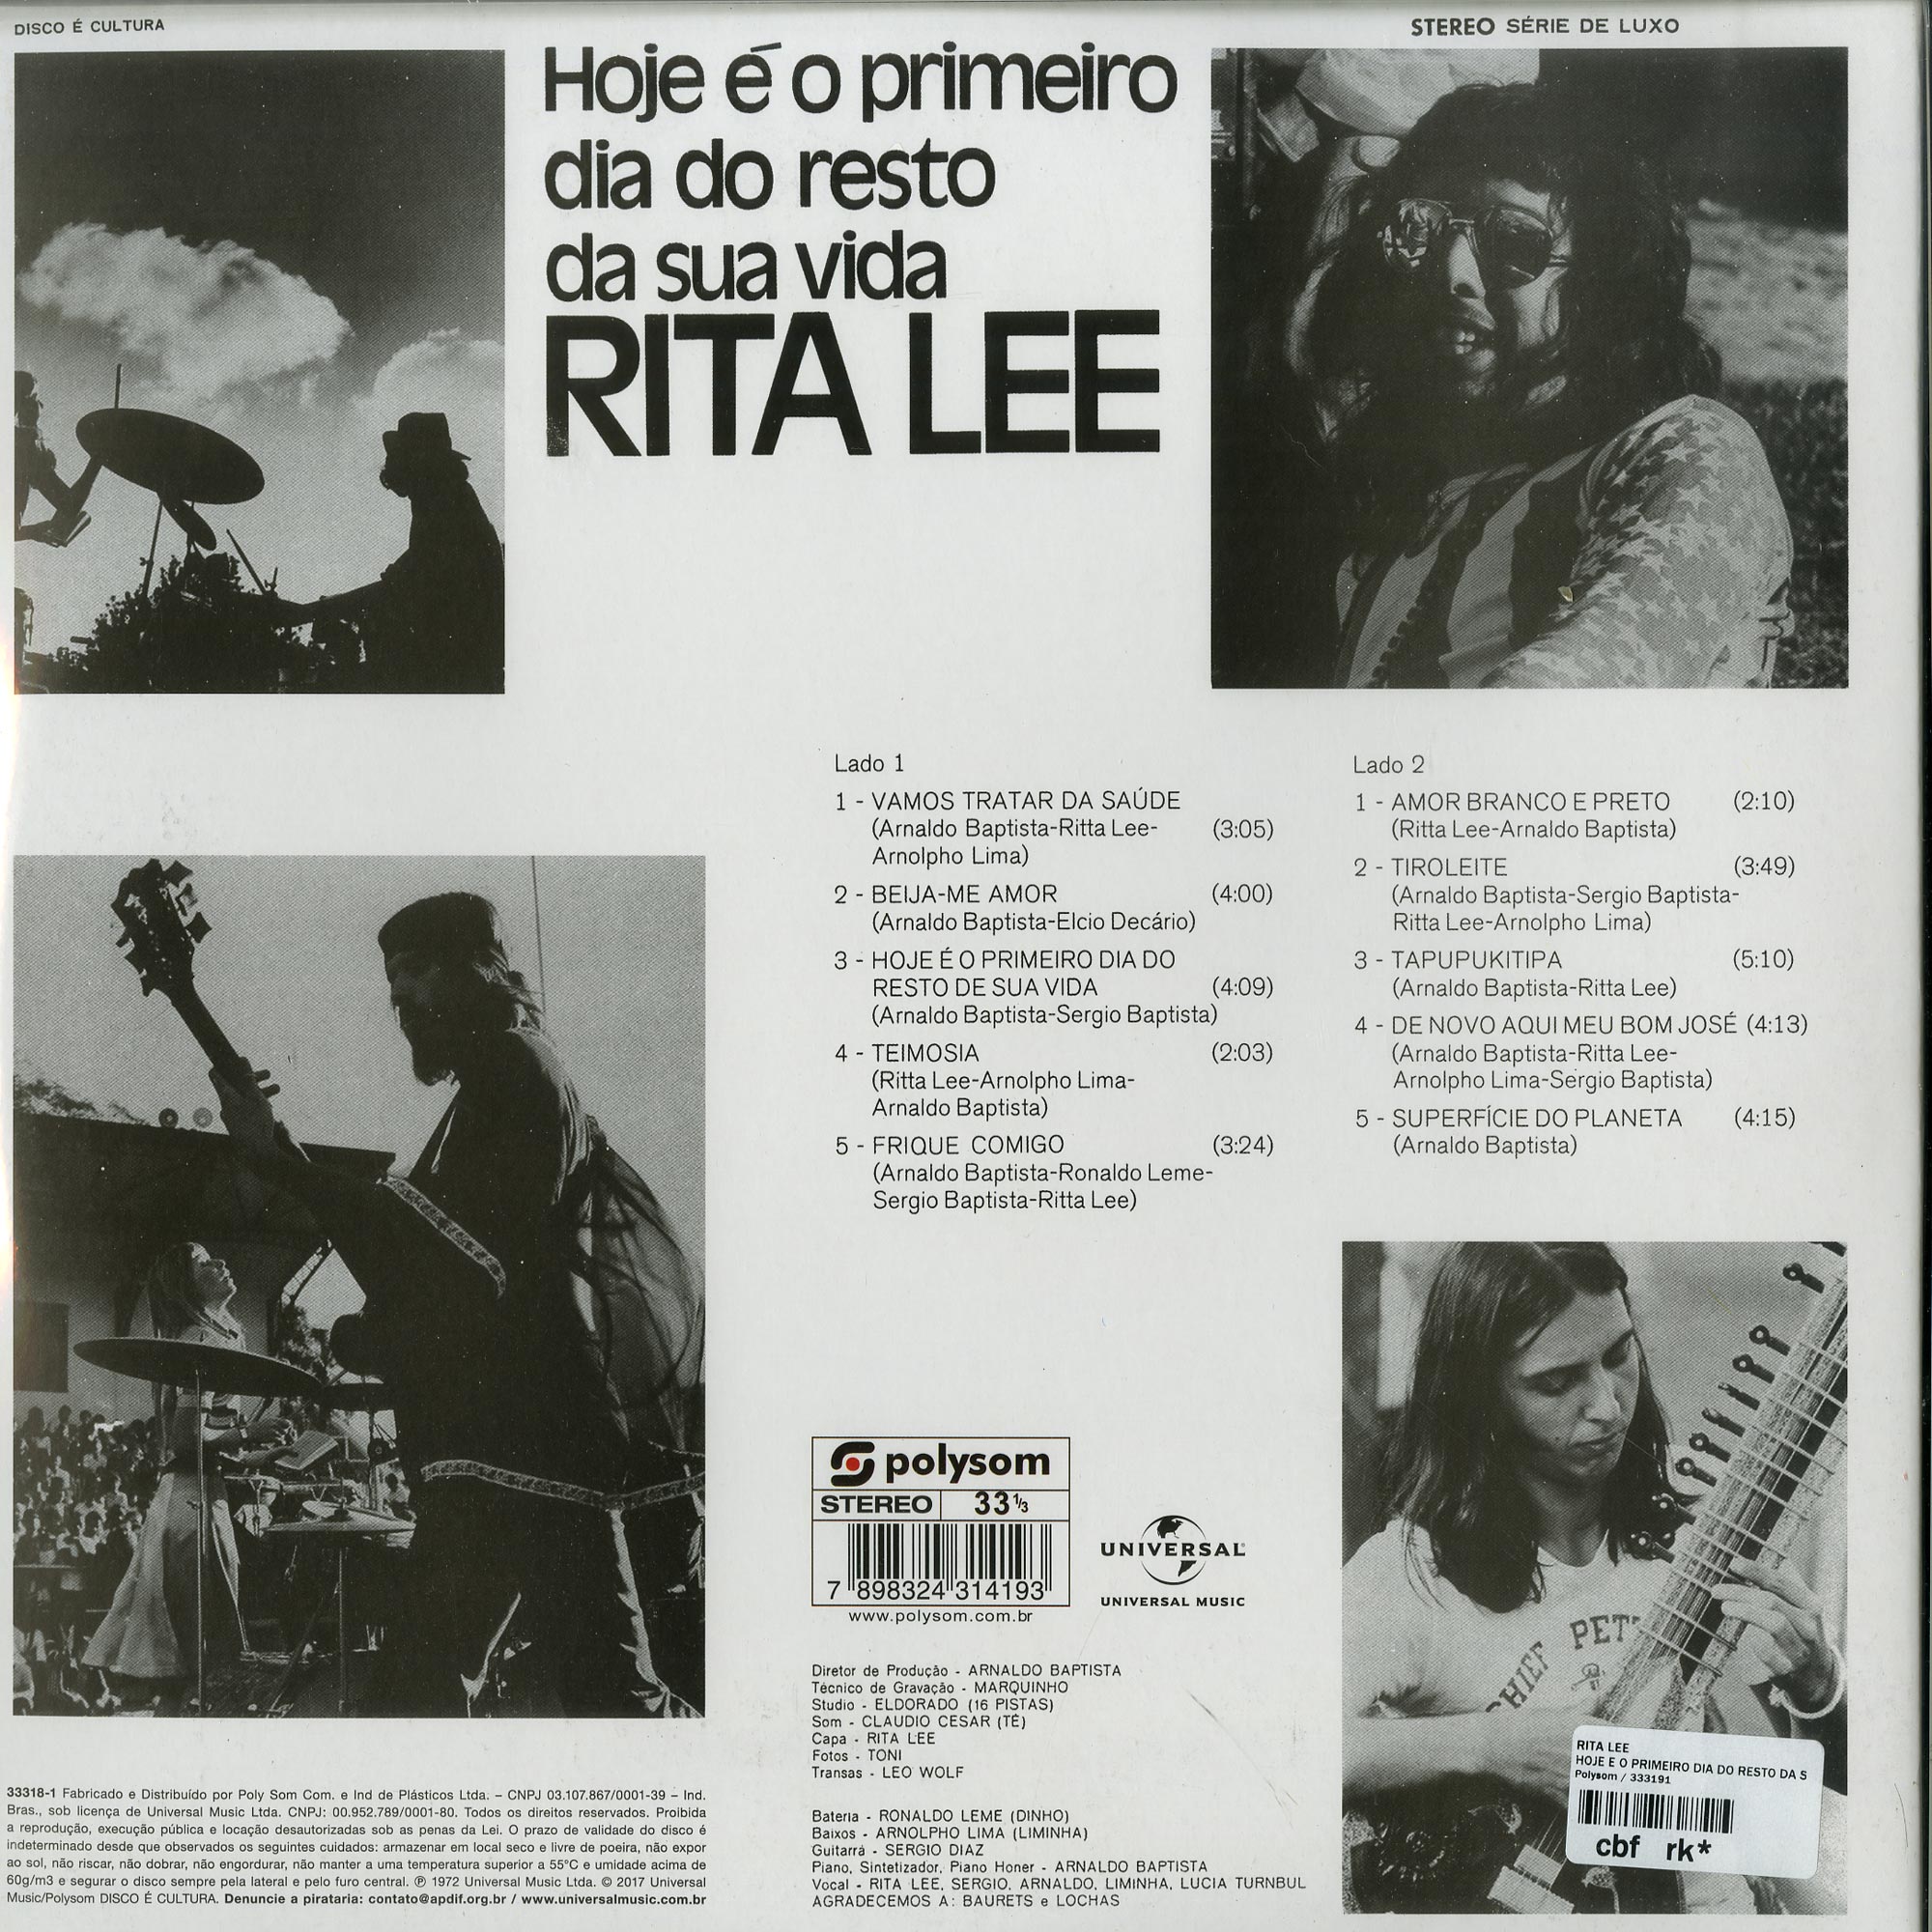 DISCO É CULTURA
STEREO SÉRIE DE LUXO
Hoje é o primeiro
dia do resto
da sua vida
RITA LEE
Lado 1
1 - VAMOS TRATAR DA SAÚDE
(Arnaldo Baptista-Ritta Lee- (3:05)
Arnolpho Lima)
2 - BEIJA-ME AMOR (4:00)
(Arnaldo Baptista-Elcio Decário)
3 - HOJE É O PRIMEIRO DIA DO
RESTO DE SUA VIDA (4:09)
(Arnaldo Baptista-Sergio Baptista)
4 - TEIMOSIA (2:03)
(Ritta Lee-Arnolpho Lima-
Arnaldo Baptista)
5 - FRIQUE COMIGO (3:24)
(Arnaldo Baptista-Ronaldo Leme-
Sergio Baptista-Ritta Lee)
Lado 2
1 - AMOR BRANCO E PRETO (2:10)
(Ritta Lee-Arnaldo Baptista)
2 - TIROLEITE (3:49)
(Arnaldo Baptista-Sergio Baptista-
Ritta Lee-Arnolpho Lima)
3 - TAPUPUKITIPA (5:10)
(Arnaldo Baptista-Ritta Lee)
4 - DE NOVO AQUI MEU BOM JOSÉ (4:13)
(Arnaldo Baptista-Ritta Lee-
Arnolpho Lima-Sergio Baptista)
5 - SUPERFÍCIE DO PLANETA (4:15)
(Arnaldo Baptista)
polysom
STEREO 33 1/3
7 898324 314193
www.polysom.com.br
UNIVERSAL
UNIVERSAL MUSIC
CHIEF PETT
Diretor de Produção - ARNALDO BAPTISTA
Técnico de Gravação - MARQUINHO
Studio - ELDORADO (16 PISTAS)
Som - CLAUDIO CESAR (TÊ)
Capa - RITA LEE
Fotos - TONI
Transas - LEO WOLF
Bateria - RONALDO LEME (DINHO)
Baixos - ARNOLPHO LIMA (LIMINHA)
Guitarrá - SERGIO DIAZ
Piano, Sintetizador, Piano Honer - ARNALDO BAPTISTA
Vocal - RITA LEE, SERGIO, ARNALDO, LIMINHA, LUCIA TURNBUL
AGRADECEMOS A: BAURETS e LOCHAS
33318-1 Fabricado e Distribuído por Poly Som Com. e Ind de Plásticos Ltda. – CNPJ 03.107.867/0001-39 – Ind.
Bras., sob licença de Universal Music Ltda. CNPJ: 00.952.789/0001-80. Todos os direitos reservados. Proibida
a reprodução, execução pública e locação desautorizadas sob as penas da Lei. O prazo de validade do disco é
indeterminado desde que observados os seguintes cuidados: armazenar em local seco e livre de poeira, não expor
ao sol, não riscar, não dobrar, não engordurar, não manter a uma temperatura superior a 55°C e umidade acima de
60g/m3 e segurar o disco sempre pela lateral e pelo furo central. ℗ 1972 Universal Music Ltda. © 2017 Universal
Music/Polysom DISCO É CULTURA. Denuncie a pirataria: contato@apdif.org.br / www.universalmusic.com.br
RITA LEE
HOJE E O PRIMEIRO DIA DO RESTO DA S
Polysom / 333191
cbf rk*